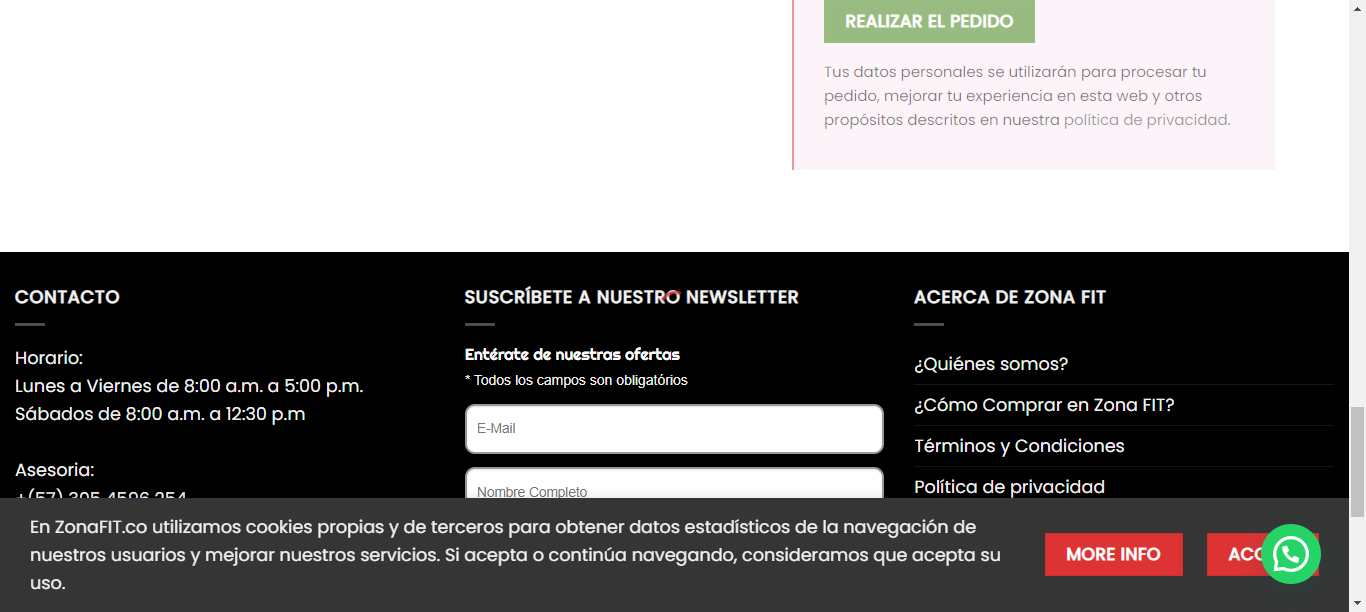 REALIZAR EL PEDIDO
Tus datos personales se utilizarán para procesar tu
pedido, mejorar tu experiencia en esta web y otros
propósitos descritos en nuestra política de privacidad.
CONTACTO
Horario:
Lunes a Viernes de 8:00 a.m. a 5:00 p.m.
Sábados de 8:00 a.m. a 12:30 p.m
Asesoria:
+(57) 305 4596 254
SUSCRÍBETE A NUESTRO NEWSLETTER
Entérate de nuestras ofertas
* Todos los campos son obligatórios
E-Mail
Nombre Completo
ACERCA DE ZONA FIT
¿Quiénes somos?
¿Cómo Comprar en Zona FIT?
Términos y Condiciones
Política de privacidad
En ZonaFIT.co utilizamos cookies propias y de terceros para obtener datos estadísticos de la navegación de
nuestros usuarios y mejorar nuestros servicios. Si acepta o continúa navegando, consideramos que acepta su
uso.
MORE INFO